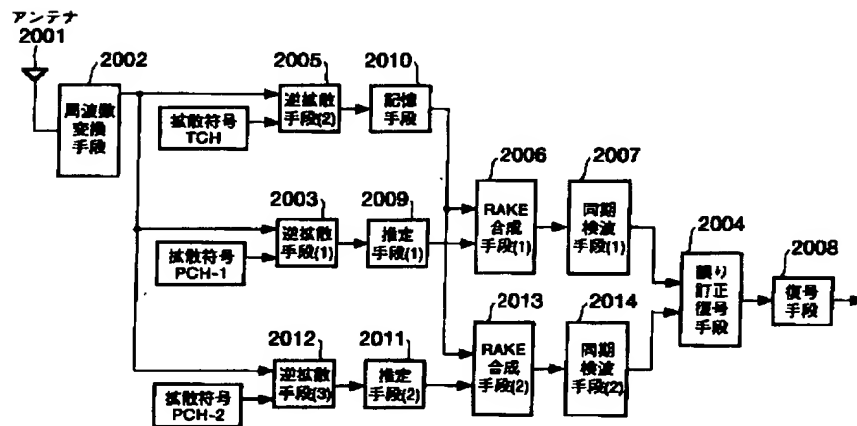 アンテナ
2001
2002
周波数
変換
手段
2005
逆拡散
手段(2)
2010
記憶
手段
拡散符号
TCH
2003
逆拡散
手段(1)
2009
推定
手段(1)
拡散符号
PCH-1
2006
RAKE
合成
手段(1)
2007
同期
検波
手段(1)
2004
誤り
訂正
復号
手段
2008
復号
手段
2012
逆拡散
手段(3)
2011
推定
手段(2)
拡散符号
PCH-2
2013
RAKE
合成
手段(2)
2014
同期
検波
手段(2)